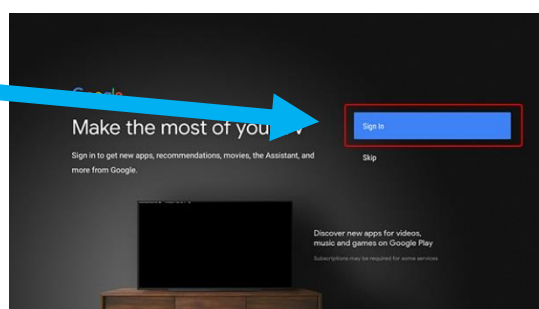 Make the most of your TV
Sign in to get new apps, recommendations, movies, the Assistant, and
more from Google.
Sign In
Skip
Discover new apps for videos,
music and games on Google Play
Subscriptions may be required for some services